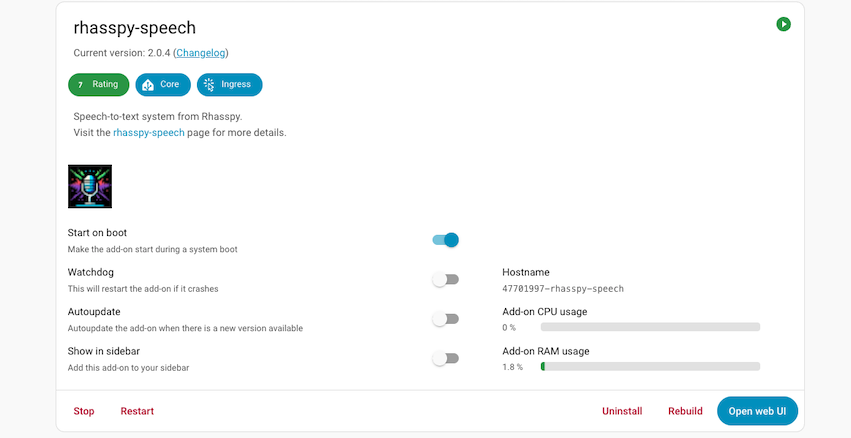 rhasspy-speech
Current version: 2.0.4 (Changelog)
7 Rating Core Ingress
Speech-to-text system from Rhasspy.
Visit the rhasspy-speech page for more details.
Start on boot
Make the add-on start during a system boot
Watchdog
This will restart the add-on if it crashes
Hostname
47701997-rhasspy-speech
Autoupdate
Autoupdate the add-on when there is a new version available
Add-on CPU usage
0 %
Show in sidebar
Add this add-on to your sidebar
Add-on RAM usage
1.8 %
Stop Restart Uninstall Rebuild Open web UI